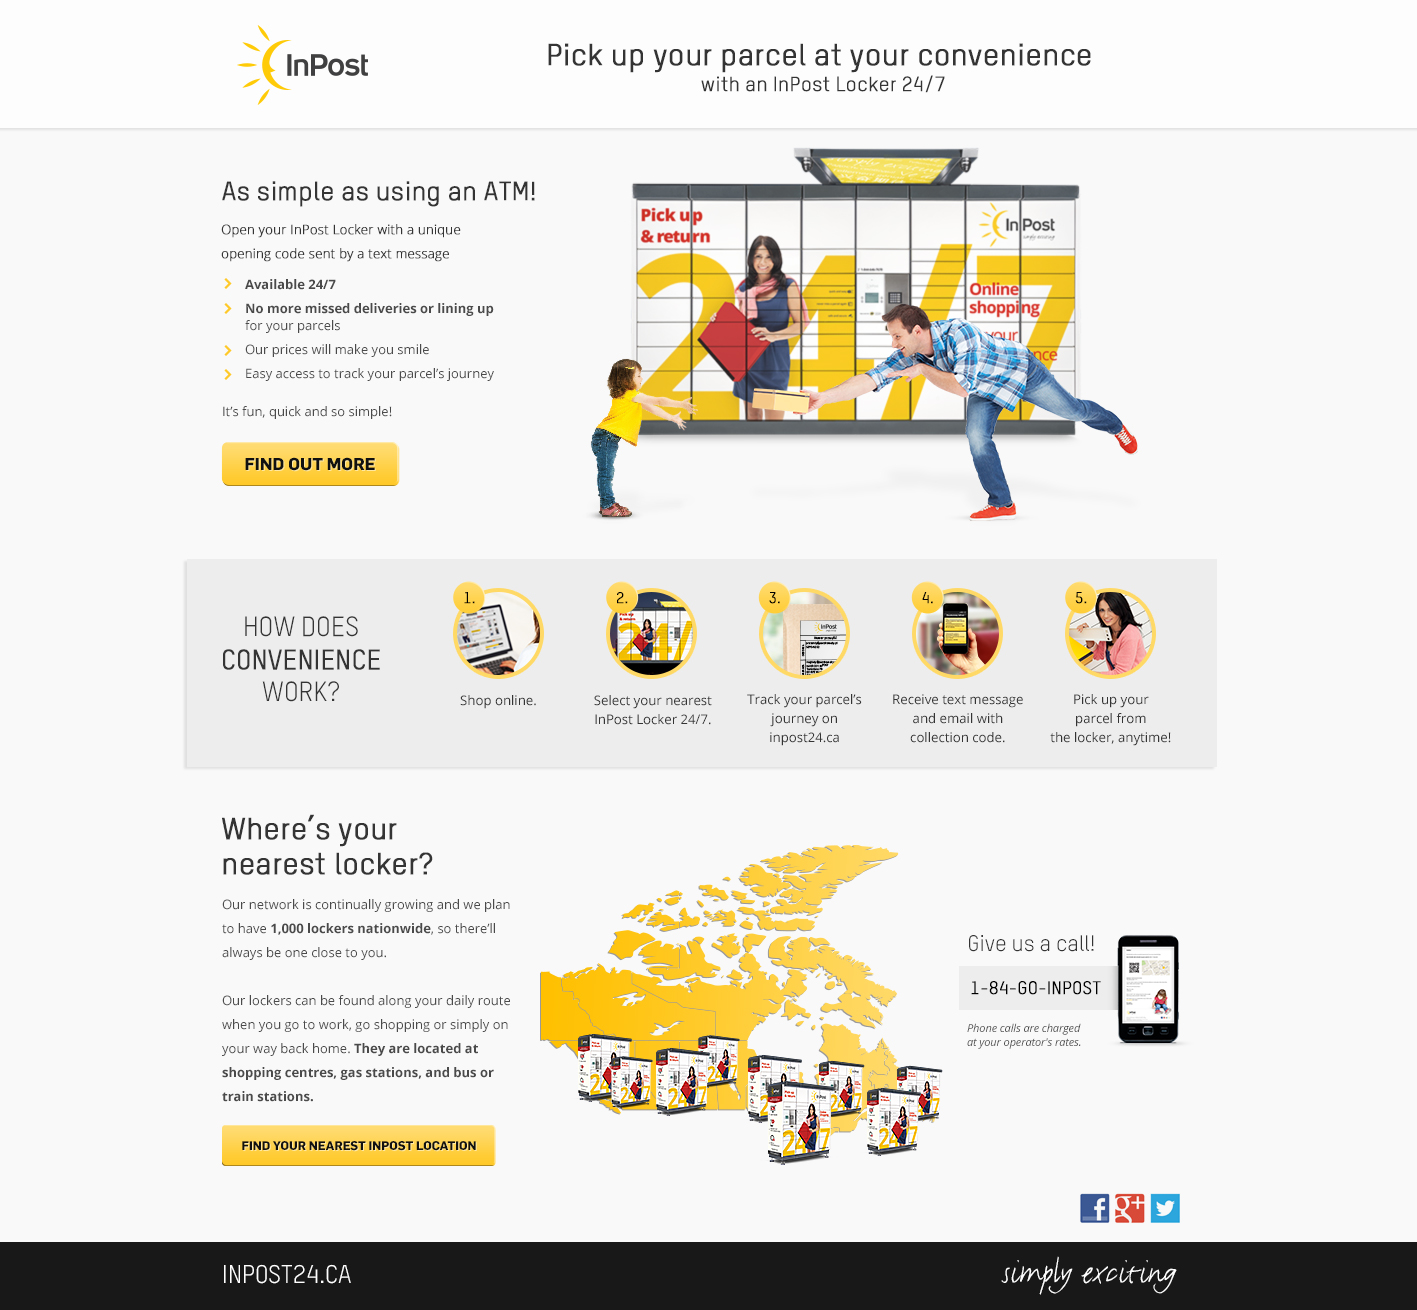 InPost
Pick up your parcel at your convenience
with an InPost Locker 24/7
As simple as using an ATM!
Open your InPost Locker with a unique
opening code sent by a text message
Available 24/7
No more missed deliveries or lining up
for your parcels
Our prices will make you smile
Easy access to track your parcel's journey
It's fun, quick and so simple!
FIND OUT MORE
Pick up
& return
InPost
simply exciting
24/7
Online
shopping
HOW DOES
CONVENIENCE
WORK?
1.
Shop online.
2.
Pick up
& return
24/
Select your nearest
InPost Locker 24/7.
3.
InPost
Track your parcel's
journey on
inpost24.ca
4.
Receive text message
and email with
collection code.
5.
Pick up your
parcel from
the locker, anytime!
Where´s your
nearest locker?
Our network is continually growing and we plan
to have 1,000 lockers nationwide, so there'll
always be one close to you.
Our lockers can be found along your daily route
when you go to work, go shopping or simply on
your way back home. They are located at
shopping centres, gas stations, and bus or
train stations.
FIND YOUR NEAREST INPOST LOCATION
Give us a call!
1-84-GO-INPOST
Phone calls are charged
at your operator's rates.
f
g+
INPOST24.CA
simply exciting